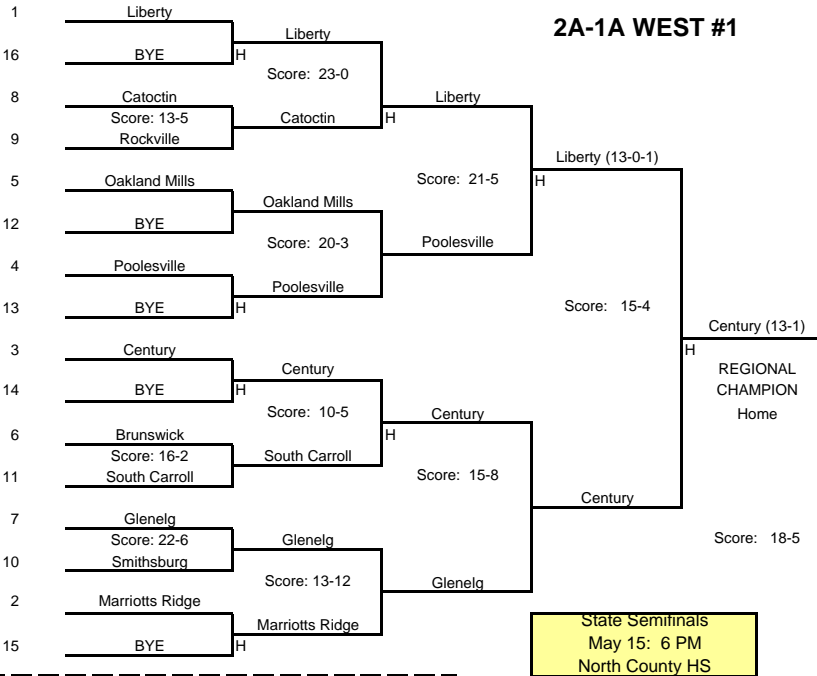 2A-1A WEST #1
1
Liberty
16
BYE
H
Liberty
Score: 23-0
8
Catoctin
Score: 13-5
9
Rockville
Catoctin
H
Liberty
5
Oakland Mills
12
BYE
Oakland Mills
Score: 20-3
4
Poolesville
13
BYE
H
Poolesville
Poolesville
Score: 21-5
H
Liberty (13-0-1)
3
Century
14
BYE
H
Century
Score: 10-5
6
Brunswick
Score: 16-2
11
South Carroll
South Carroll
H
Century
7
Glenelg
Score: 22-6
10
Smithsburg
Glenelg
Score: 13-12
2
Marriotts Ridge
15
BYE
H
Marriotts Ridge
Glenelg
Score: 15-8
Century
Score: 15-4
H
Century (13-1)
REGIONAL
CHAMPION
Home
Score: 18-5
State Semifinals
May 15: 6 PM
North County HS